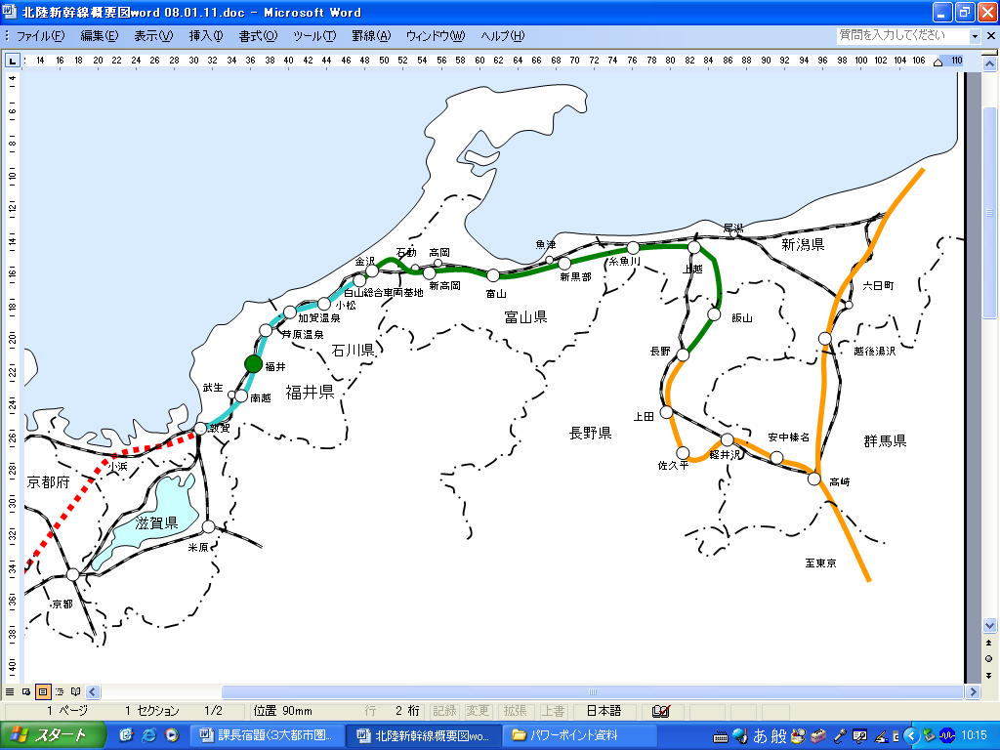 北陸新幹線概要図word 08.01.11.doc - Microsoft Word
ファイル(F) 編集(E) 表示(V) 挿入(I) 書式(O) ツール(T) 罫線(A) ウィンドウ(W) ヘルプ(H)
質問を入力してください
14 16 18 20 22 24 26 28 30 32 34 36 38 40 42 44 46 48 50 52 54 56 58 60 62 64 66 68 70 72 74 76 78 80 82 84 86 88 90 92 94 96 98 100 102 104 106 110
4
6
8
10
12
14
16
18
20
22
24
26
28
30
32
34
36
38
40
魚津
尾潟
新潟県
石動
高岡
金沢
糸魚川
上越
新黒部
白山総合車両基地
新高岡
富山
六日町
小松
加賀温泉
富山県
飯山
芦原温泉
石川県
長野
越後湯沢
福井
武生
南越
福井県
上田
敦賀
長野県
安中榛名
群馬県
軽井沢
佐久平
小浜
京都府
高崎
滋賀県
米原
至東京
京都
1 ページ 1 セクション 1/2 位置 90mm 行 2 桁 記録 変更 拡張 上書 日本語
スタート
課長宿題(3大都市圏...
北陸新幹線概要図wo...
パワーポイント資料
あ 般
10:15